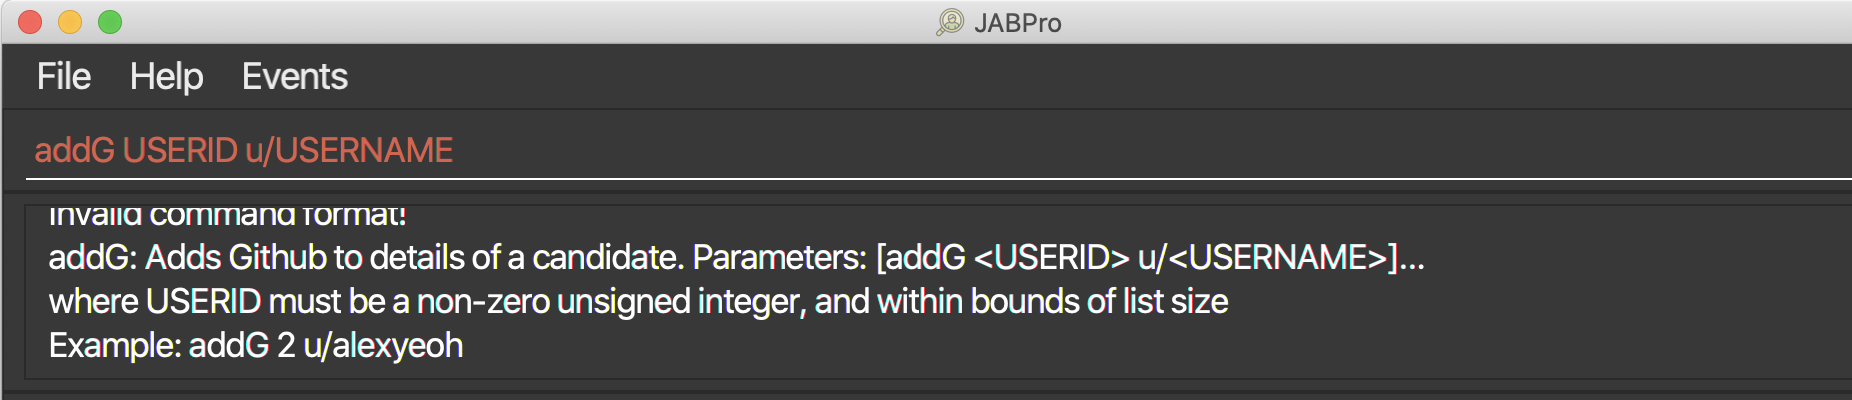 JABPro
File Help Events
addG USERID u/USERNAME
Invalid command format!
addG: Adds Github to details of a candidate. Parameters: [addG <USERID> u/<USERNAME>]...
where USERID must be a non-zero unsigned integer, and within bounds of list size
Example: addG 2 u/alexyeoh